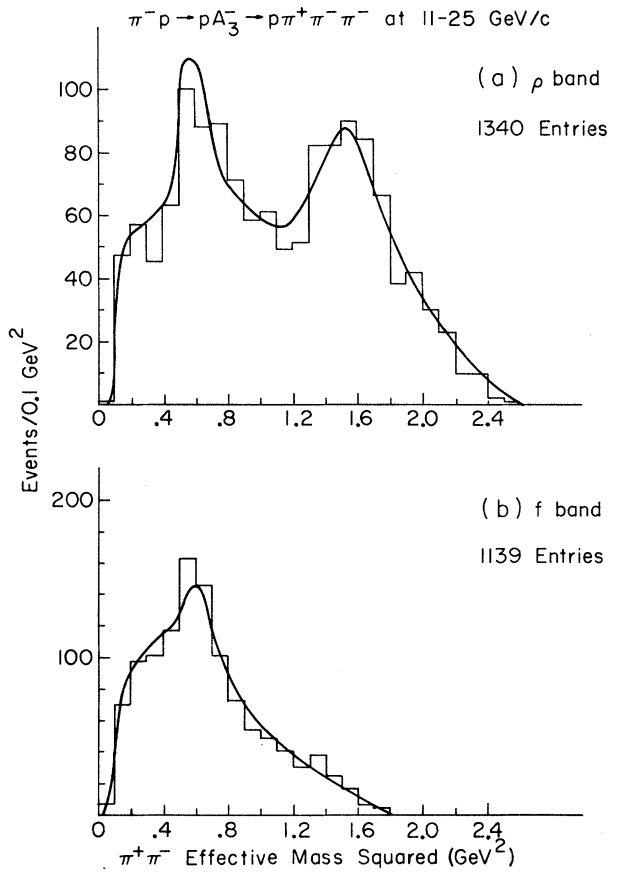 π⁻p → pA₃⁻ → pπ⁺π⁻π⁻ at 11-25 GeV/c
(a) ρ band
1340 Entries
100
80
60
40
20
0 .4 .8 1.2 1.6 2.0 2.4
Events/0.1 GeV²
(b) f band
1139 Entries
200
100
0 .4 .8 1.2 1.6 2.0 2.4
π⁺π⁻ Effective Mass Squared (GeV²)